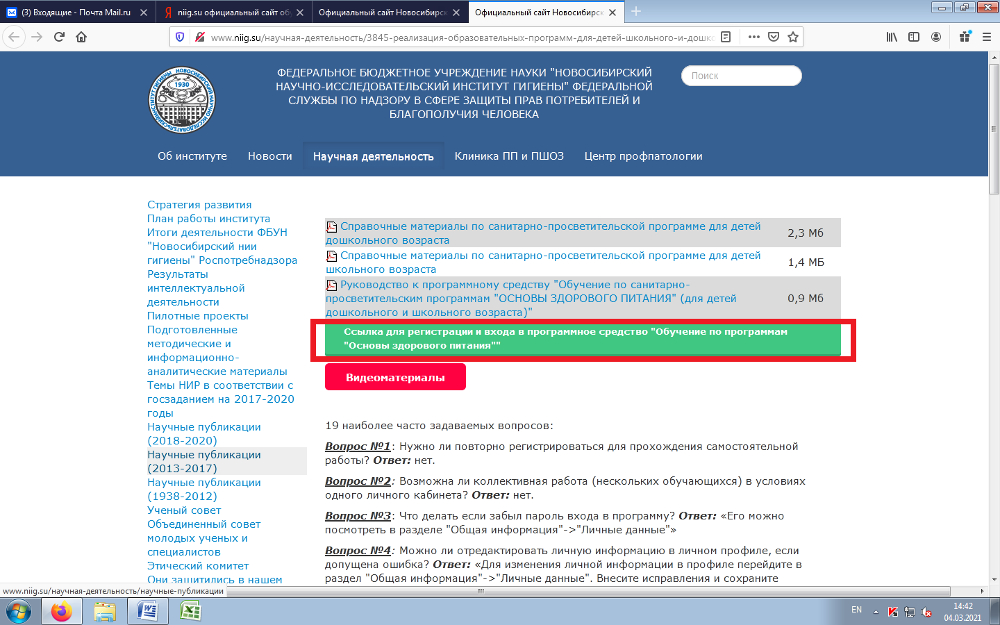 (3) Входящие - Почта Mail.ru
niig.su официальный сайт обу
Официальный сайт Новосибирск
Официальный сайт Новосибирск
www.niig.su/научная-деятельность/3845-реализация-образовательных-программ-для-детей-школьного-и-дошко
ФЕДЕРАЛЬНОЕ БЮДЖЕТНОЕ УЧРЕЖДЕНИЕ НАУКИ "НОВОСИБИРСКИЙ
НАУЧНО-ИССЛЕДОВАТЕЛЬСКИЙ ИНСТИТУТ ГИГИЕНЫ" ФЕДЕРАЛЬНОЙ
СЛУЖБЫ ПО НАДЗОРУ В СФЕРЕ ЗАЩИТЫ ПРАВ ПОТРЕБИТЕЛЕЙ И
БЛАГОПОЛУЧИЯ ЧЕЛОВЕКА
Поиск
1930
Об институте
Новости
Научная деятельность
Клиника ПП и ПШОЗ
Центр профпатологии
Стратегия развития
План работы института
Итоги деятельности ФБУН
"Новосибирский нии
гигиены" Роспотребнадзора
Результаты
интеллектуальной
деятельности
Пилотные проекты
Подготовленные
методические и
информационно-
аналитические материалы
Темы НИР в соответствии с
госзаданием на 2017-2020
годы
Научные публикации
(2018-2020)
Научные публикации
(2013-2017)
Научные публикации
(1938-2012)
Ученый совет
Объединенный совет
молодых ученых и
специалистов
Этический комитет
Они защитились в нашем
Справочные материалы по санитарно-просветительской программе для детей
дошкольного возраста
2,3 Мб
Справочные материалы по санитарно-просветительской программе для детей
школьного возраста
1,4 МБ
Руководство к программному средству "Обучение по санитарно-
просветительским программам "ОСНОВЫ ЗДОРОВОГО ПИТАНИЯ" (для детей
дошкольного и школьного возраста)"
0,9 Мб
Ссылка для регистрации и входа в программное средство "Обучение по программам
"Основы здорового питания""
Видеоматериалы
19 наиболее часто задаваемых вопросов:
Вопрос №1: Нужно ли повторно регистрироваться для прохождения самостоятельной
работы? Ответ: нет.
Вопрос №2: Возможна ли коллективная работа (нескольких обучающихся) в условиях
одного личного кабинета? Ответ: нет.
Вопрос №3: Что делать если забыл пароль входа в программу? Ответ: «Его можно
посмотреть в разделе "Общая информация"->"Личные данные"»
Вопрос №4: Можно ли отредактировать личную информацию в личном профиле, если
допущена ошибка? Ответ: «Для изменения личной информации в профиле перейдите в
раздел "Общая информация"->"Личные данные". Внесите исправления и сохраните
www.niig.su/научная-деятельность/научные-публикации
EN
14:42
04.03.2021